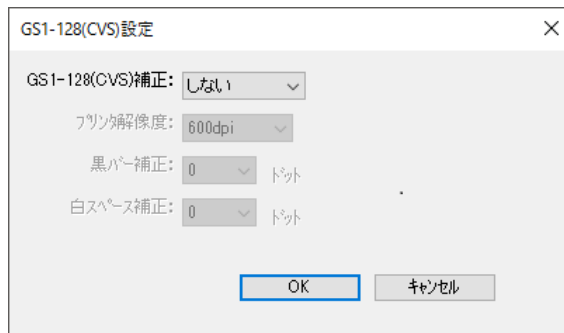 GS1-128(CVS)設定
GS1-128(CVS)補正: しない
プリンタ解像度: 600dpi
黒バー補正: 0 ドット
白スペース補正: 0 ドット
OK キャンセル